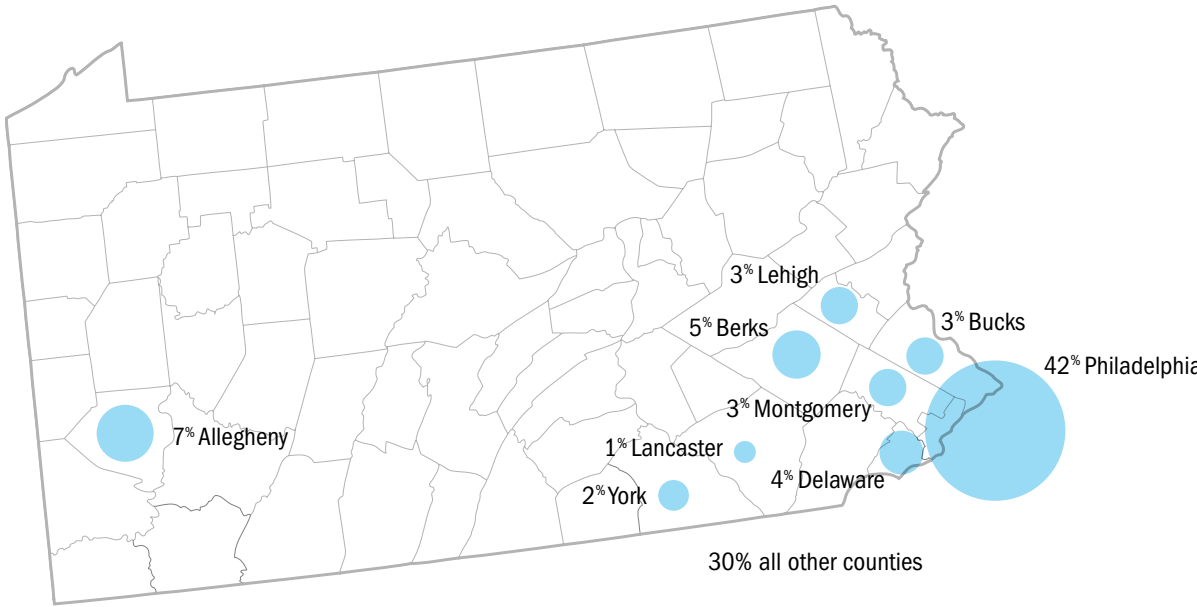 3% Lehigh
3% Bucks
5% Berks
42% Philadelphia
3% Montgomery
7% Allegheny
1% Lancaster
4% Delaware
2% York
30% all other counties